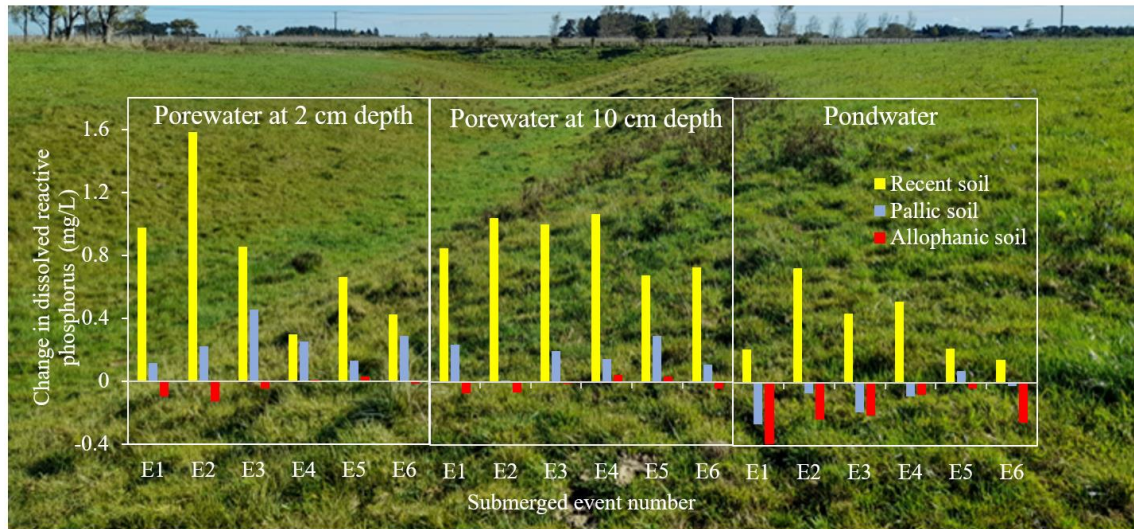 Porewater at 2 cm depth
Porewater at 10 cm depth
Pondwater
1.6
1.2
0.8
0.4
0
-0.4
Change in dissolved reactive
phosphorus (mg/L)
Recent soil
Pallic soil
Allophanic soil
E1 E2 E3 E4 E5 E6 E1 E2 E3 E4 E5 E6 E1 E2 E3 E4 E5 E6
Submerged event number